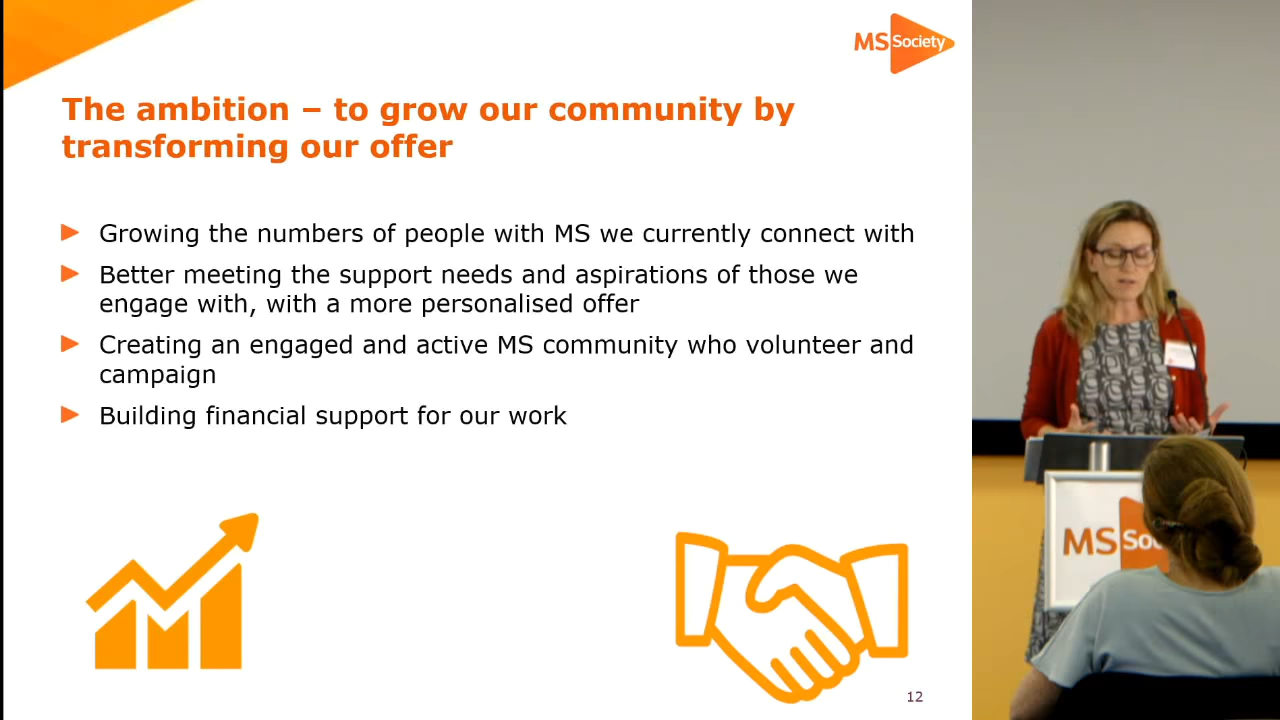 MS Society
The ambition – to grow our community by
transforming our offer
Growing the numbers of people with MS we currently connect with
Better meeting the support needs and aspirations of those we
engage with, with a more personalised offer
Creating an engaged and active MS community who volunteer and
campaign
Building financial support for our work
12
MS